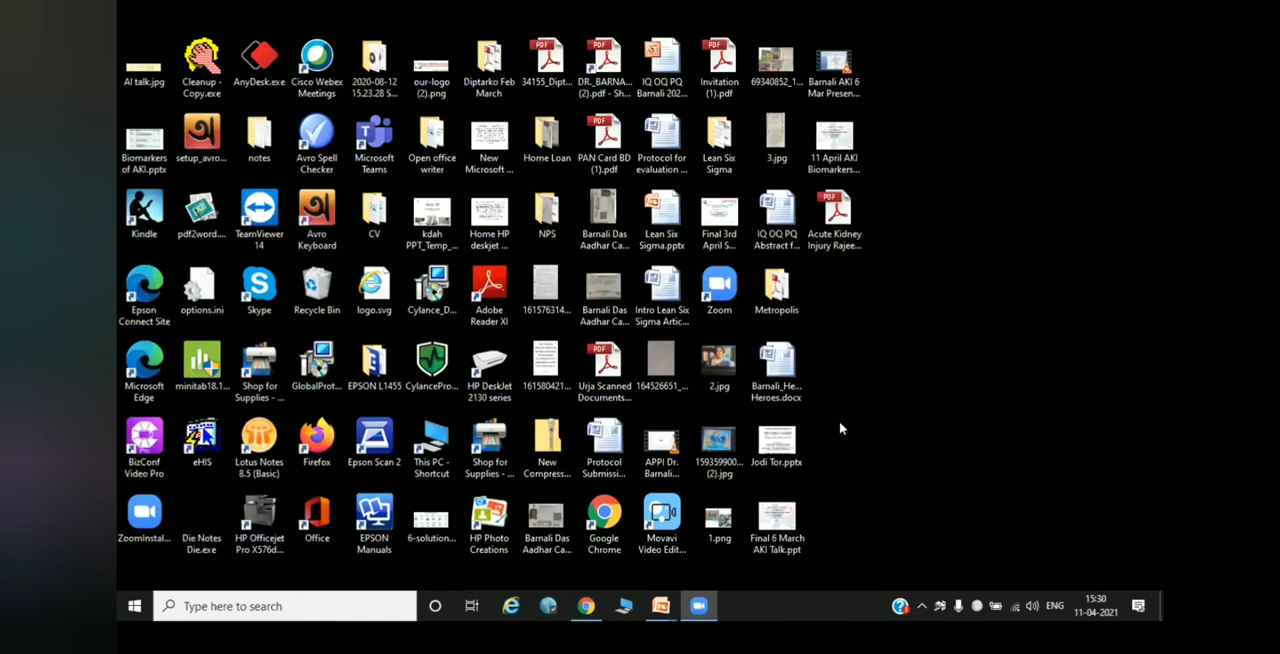 AI talk.jpg
Cleanup -
Copy.exe
AnyDesk.exe
Cisco Webex
Meetings
2020-08-12
15.23.28 S...
our-logo
(2).png
Diptarko Feb
March
34155_Dipt...
DR._BARNA...
(2).pdf - Sh...
IQ OQ PQ
Barnali 202...
Invitation
(1).pdf
69340852_1...
Barnali AKI 6
Mar Presen...
Biomarkers
of AKI.pptx
setup_avro...
notes
Avro Spell
Checker
Microsoft
Teams
Open office
writer
New
Microsoft ...
Home Loan
PAN Card BD
(1).pdf
Protocol for
evaluation ...
Lean Six
Sigma
3.jpg
11 April AKI
Biomarkers...
Kindle
pdf2word....
TeamViewer
14
Avro
Keyboard
CV
kdah
PPT_Temp_...
Home HP
deskjet ...
NPS
Barnali Das
Aadhar Ca...
Lean Six
Sigma.pptx
Final 3rd
April S...
IQ OQ PQ
Abstract f...
Acute Kidney
Injury Rajee...
Epson
Connect Site
options.ini
Skype
Recycle Bin
logo.svg
Cylance_D...
Adobe
Reader XI
161576314...
Barnali Das
Aadhar Ca...
Intro Lean Six
Sigma Artic...
Zoom
Metropolis
Microsoft
Edge
minitab18.1...
Shop for
Supplies - ...
GlobalProt...
EPSON L1455
CylancePro...
HP DeskJet
2130 series
161580421...
Urja Scanned
Documents...
164526651_...
2.jpg
Barnali_He...
Heroes.docx
BizConf
Video Pro
eHIS
Lotus Notes
8.5 (Basic)
Firefox
Epson Scan 2
This PC -
Shortcut
Shop for
Supplies - ...
New
Compress...
Protocol
Submissi...
APPI Dr.
Barnali...
159359900...
(2).jpg
Jodi Tor.pptx
ZoomInstal...
Die Notes
Die.exe
HP Officejet
Pro X576d...
Office
EPSON
Manuals
6-solution...
HP Photo
Creations
Barnali Das
Aadhar Ca...
Google
Chrome
Movavi
Video Edit...
1.png
Final 6 March
AKI Talk.ppt
Type here to search
ENG
15:30
11-04-2021